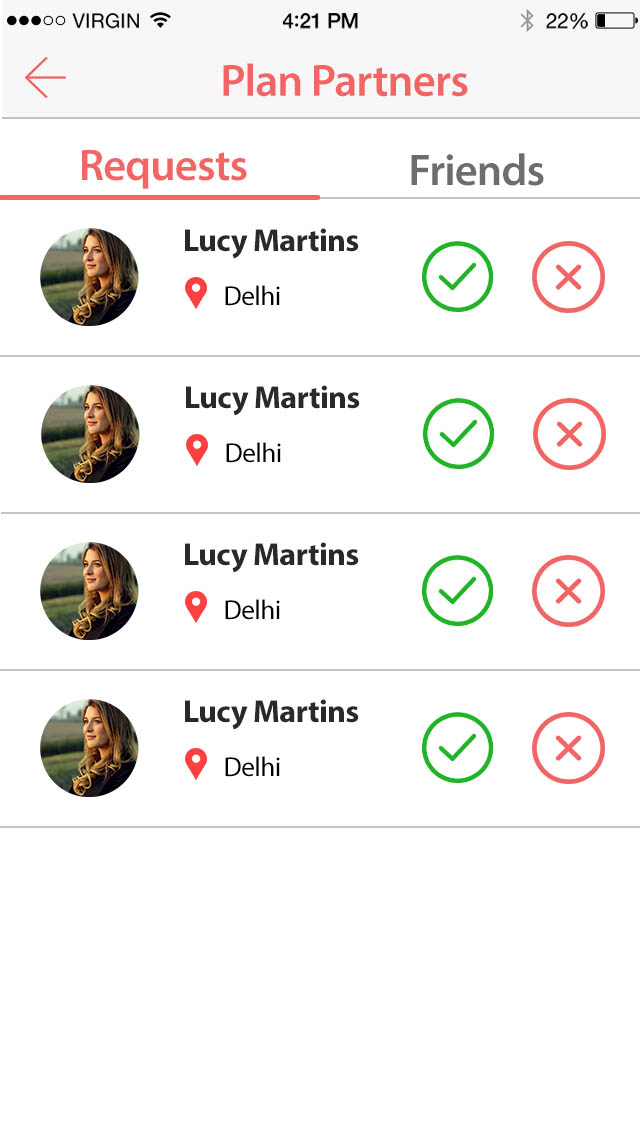 VIRGIN 4:21 PM 22%
Plan Partners
Requests Friends
Lucy Martins
Delhi
Lucy Martins
Delhi
Lucy Martins
Delhi
Lucy Martins
Delhi